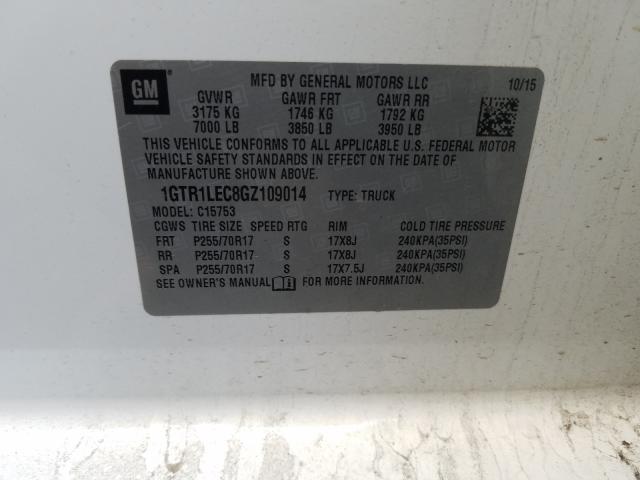 GM
MFD BY GENERAL MOTORS LLC 10/15
GVWR GAWR FRT GAWR RR
3175 KG 1746 KG 1792 KG
7000 LB 3850 LB 3950 LB
THIS VEHICLE CONFORMS TO ALL APPLICABLE U.S. FEDERAL MOTOR
VEHICLE SAFETY STANDARDS IN EFFECT ON THE DATE OF
MANUFACTURE SHOWN ABOVE.
1GTR1LEC8GZ109014 TYPE: TRUCK
MODEL: C15753
CGWS TIRE SIZE SPEED RTG RIM COLD TIRE PRESSURE
FRT P255/70R17 S 17X8J 240KPA(35PSI)
RR P255/70R17 S 17X8J 240KPA(35PSI)
SPA P255/70R17 S 17X7.5J 240KPA(35PSI)
SEE OWNER'S MANUAL FOR MORE INFORMATION.